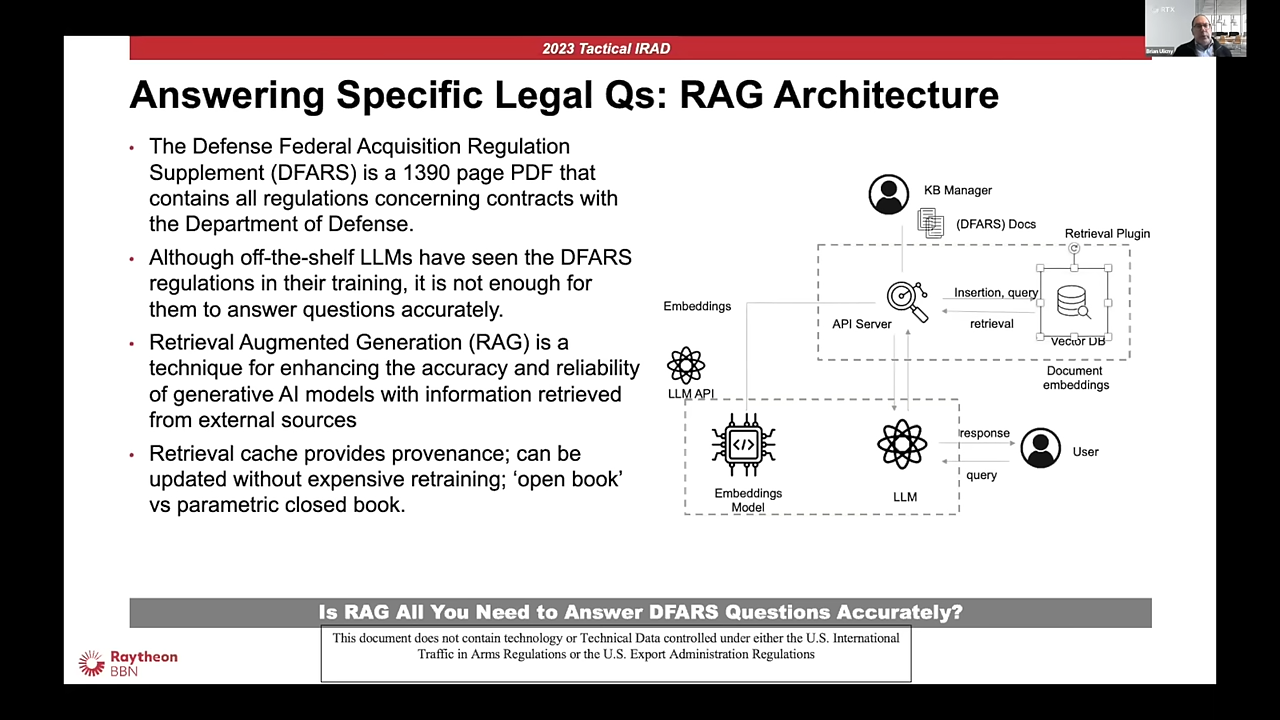 RTX
Brian Ulicny
2023 Tactical IRAD
Answering Specific Legal Qs: RAG Architecture
• The Defense Federal Acquisition Regulation
Supplement (DFARS) is a 1390 page PDF that
contains all regulations concerning contracts with
the Department of Defense.
• Although off-the-shelf LLMs have seen the DFARS
regulations in their training, it is not enough for
them to answer questions accurately.
• Retrieval Augmented Generation (RAG) is a
technique for enhancing the accuracy and reliability
of generative AI models with information retrieved
from external sources
• Retrieval cache provides provenance; can be
updated without expensive retraining; ‘open book’
vs parametric closed book.
KB Manager
(DFARS) Docs
Retrieval Plugin
Embeddings
Insertion, query
API Server
retrieval
Vector DB
Document
embeddings
LLM API
</>
response
User
query
Embeddings
Model
LLM
Is RAG All You Need to Answer DFARS Questions Accurately?
This document does not contain technology or Technical Data controlled under either the U.S. International
Traffic in Arms Regulations or the U.S. Export Administration Regulations
Raytheon
BBN